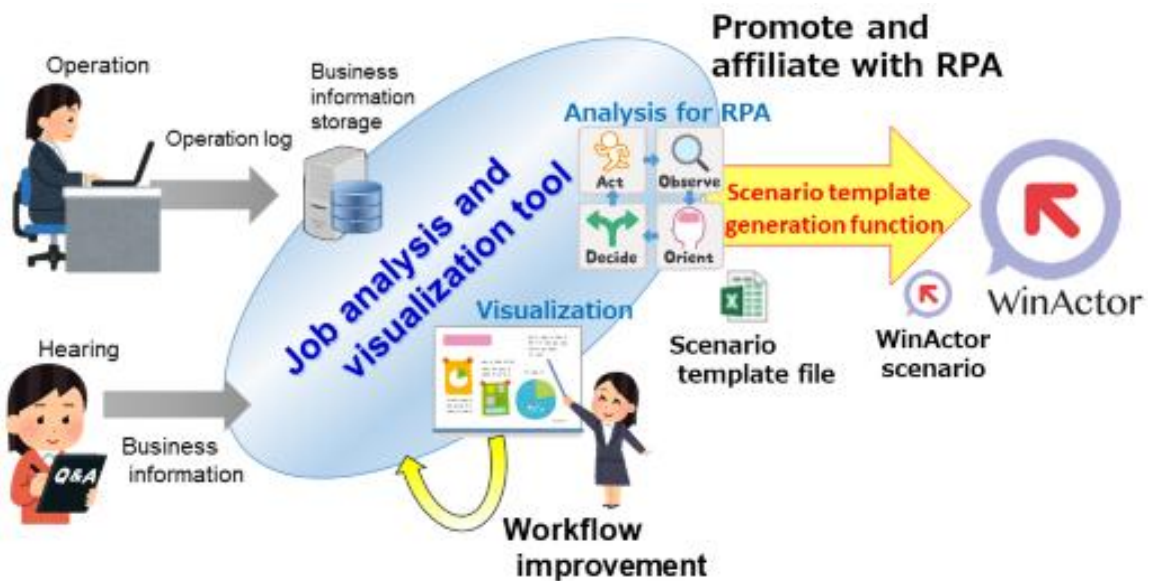 Promote and
affiliate with RPA
Operation
Business
information
storage
Operation log
Analysis for RPA
Act
Observe
Decide
Orient
Scenario template
generation function
WinActor
Job analysis and
visualization tool
Visualization
Scenario
template file
WinActor
scenario
Hearing
Q&A
Business
information
Workflow
improvement